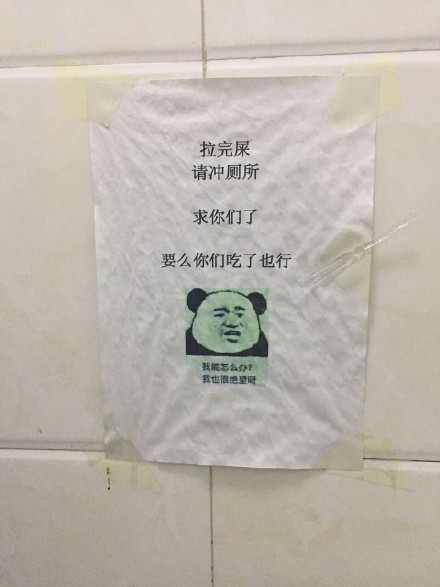 拉完屎
请冲厕所
求你们了
要么你们吃了也行
我能怎么办?
我也很绝望呀